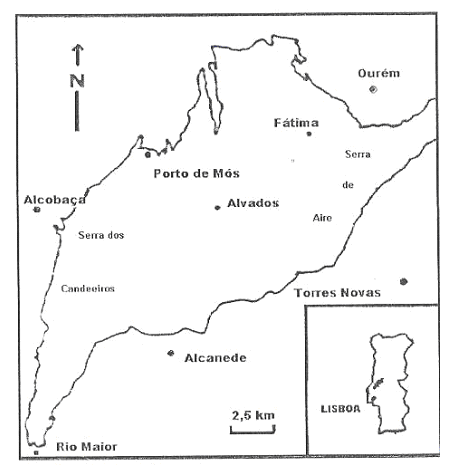 N
Ourém
Fátima
Serra
de
Aire
Porto de Mós
Alcobaça
Alvados
Serra dos
Candeeiros
Torres Novas
Alcanede
LISBOA
2,5 km
Rio Maior